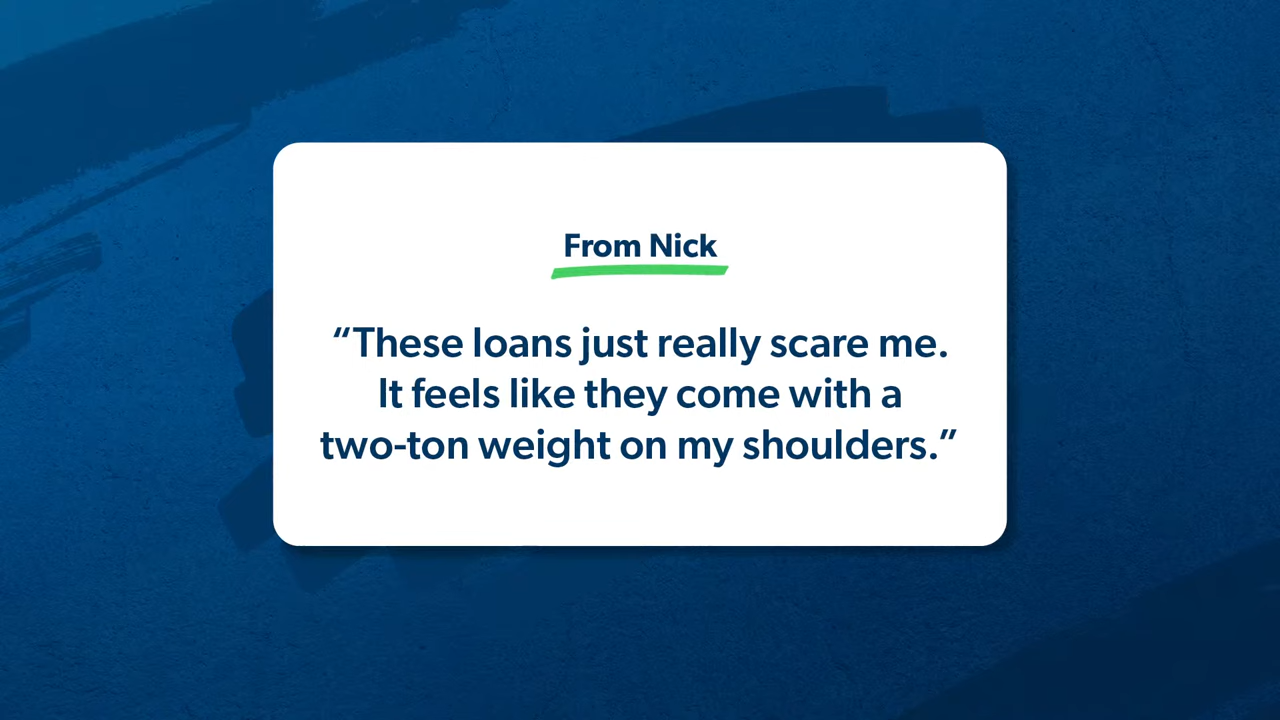 From Nick
“These loans just really scare me.
It feels like they come with a
two-ton weight on my shoulders.”